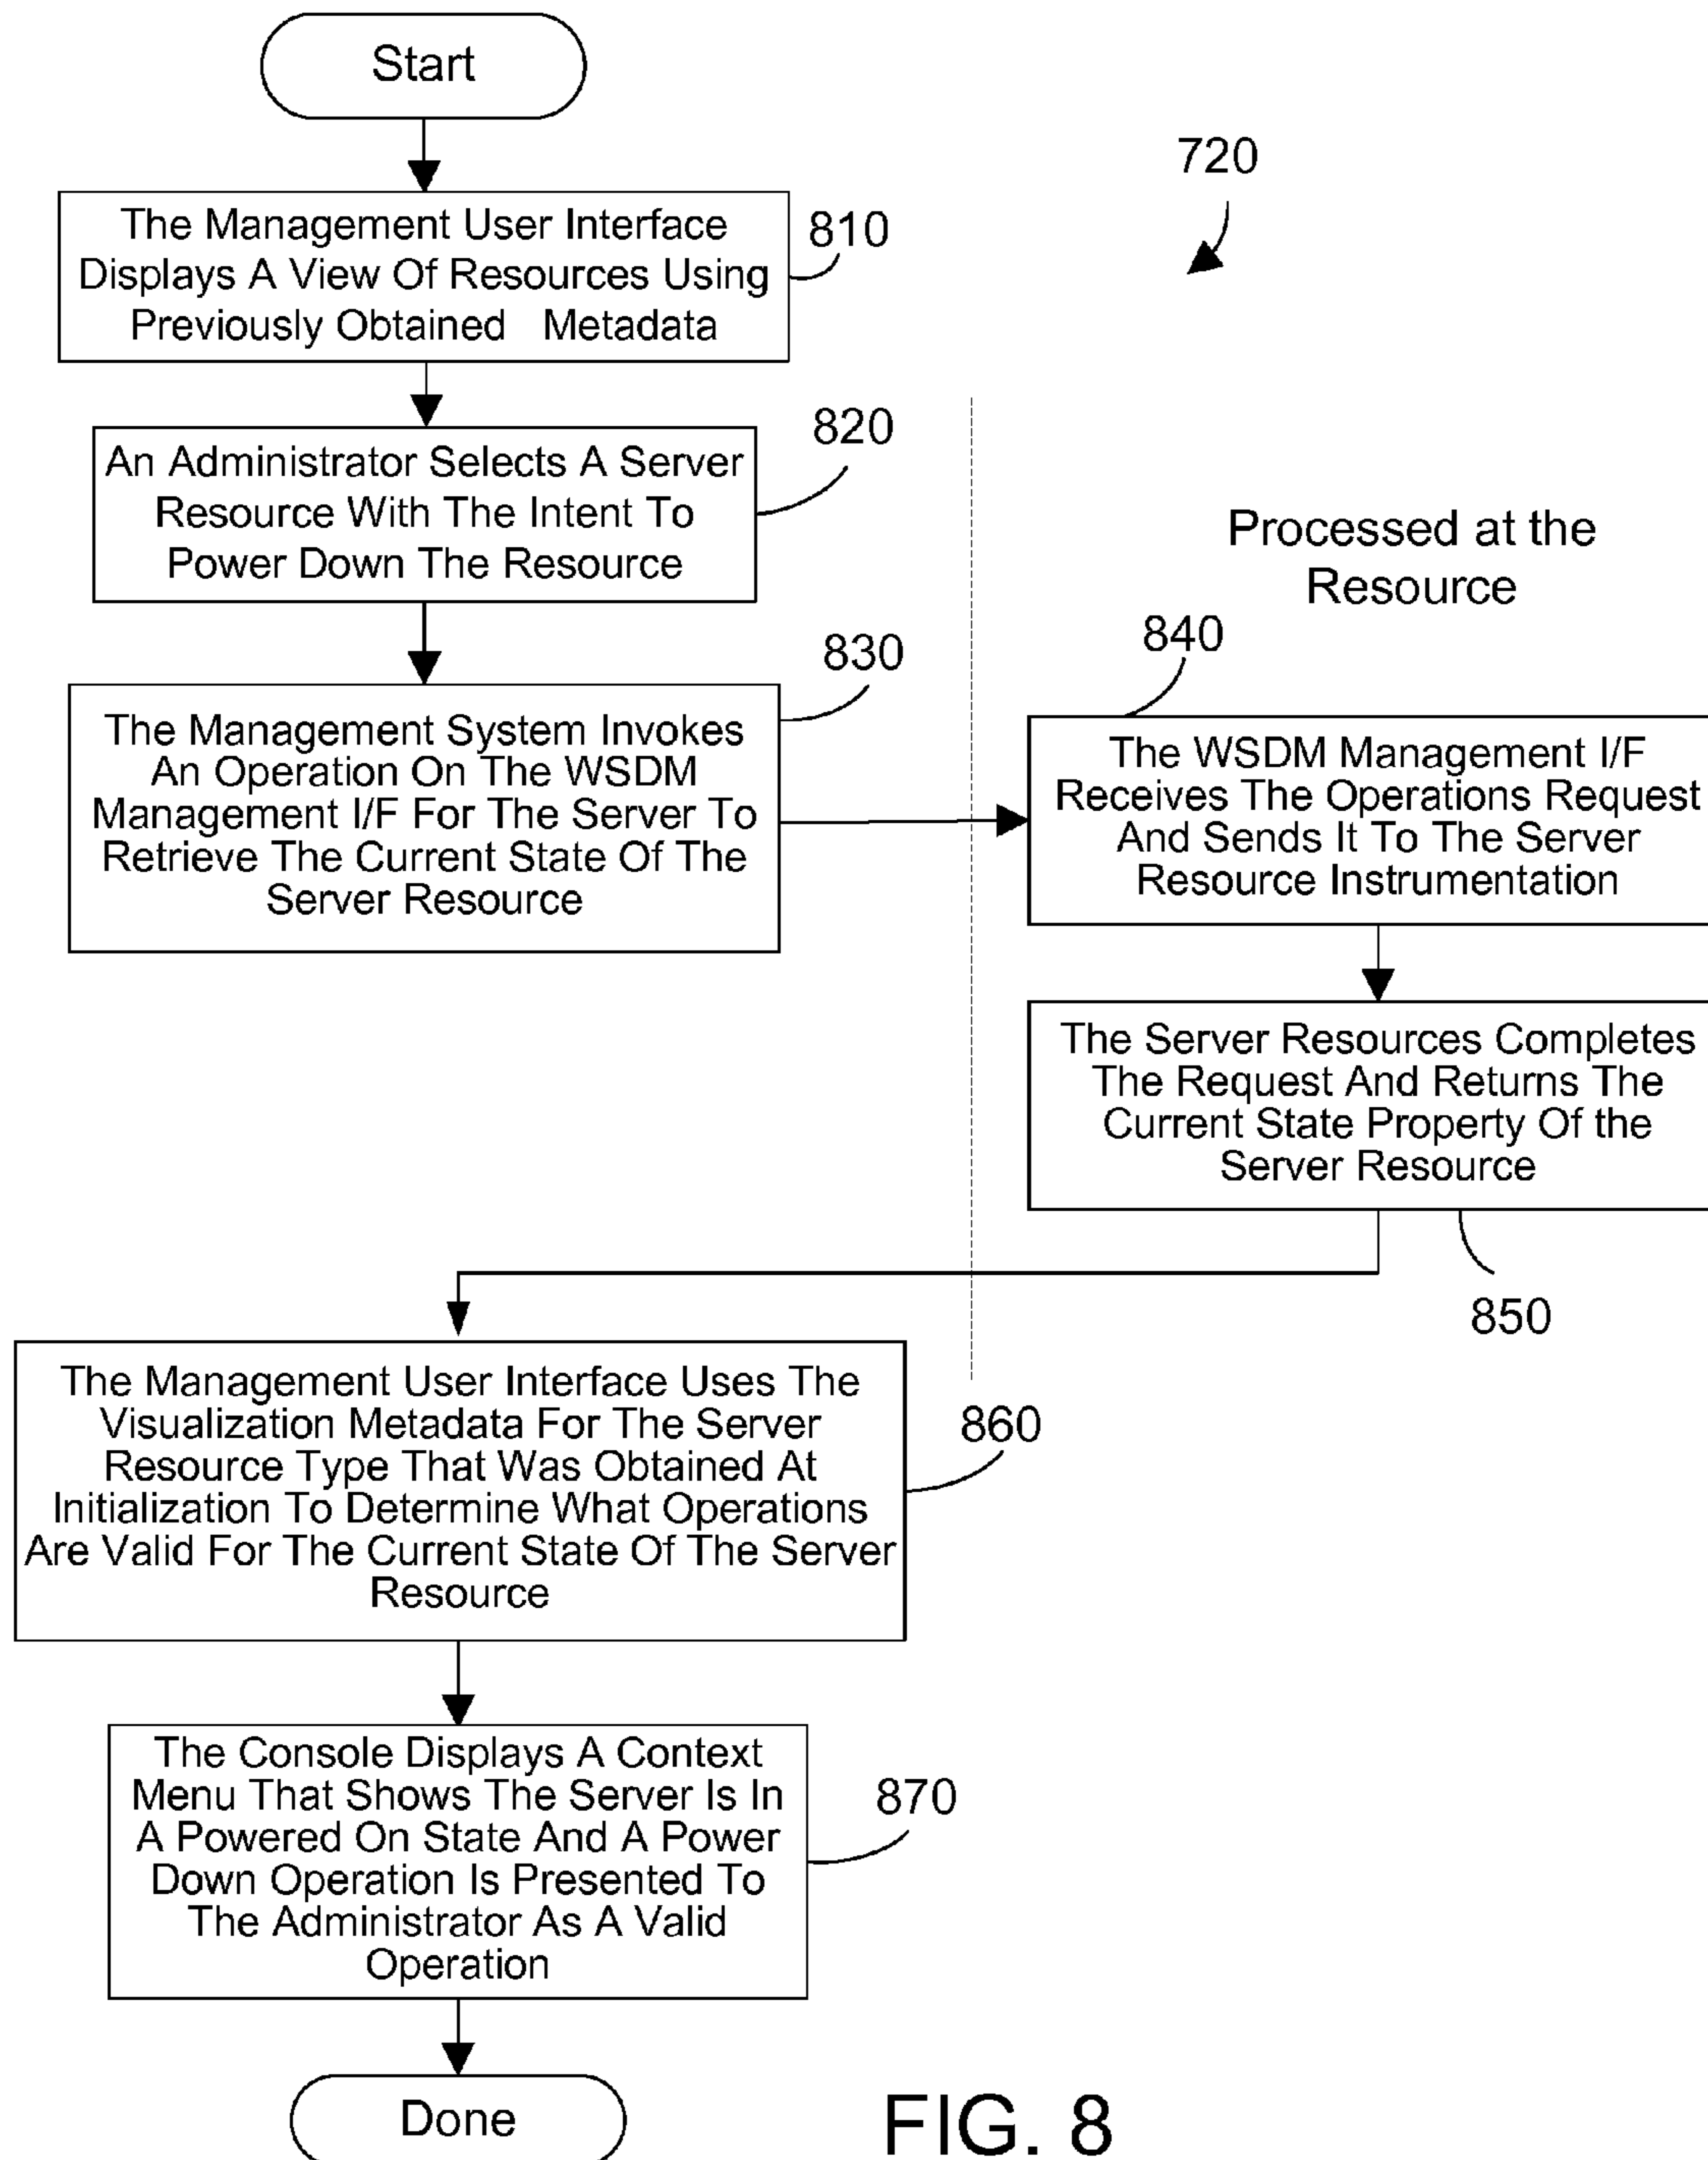 Start
720
The Management User Interface
Displays A View Of Resources Using
Previously Obtained Metadata
810
An Administrator Selects A Server
Resource With The Intent To
Power Down The Resource
820
Processed at the
Resource
The Management System Invokes
An Operation On The WSDM
Management I/F For The Server To
Retrieve The Current State Of The
Server Resource
830
840
The WSDM Management I/F
Receives The Operations Request
And Sends It To The Server
Resource Instrumentation
The Server Resources Completes
The Request And Returns The
Current State Property Of the
Server Resource
850
The Management User Interface Uses The
Visualization Metadata For The Server
Resource Type That Was Obtained At
Initialization To Determine What Operations
Are Valid For The Current State Of The Server
Resource
860
The Console Displays A Context
Menu That Shows The Server Is In
A Powered On State And A Power
Down Operation Is Presented To
The Administrator As A Valid
Operation
870
Done
FIG. 8